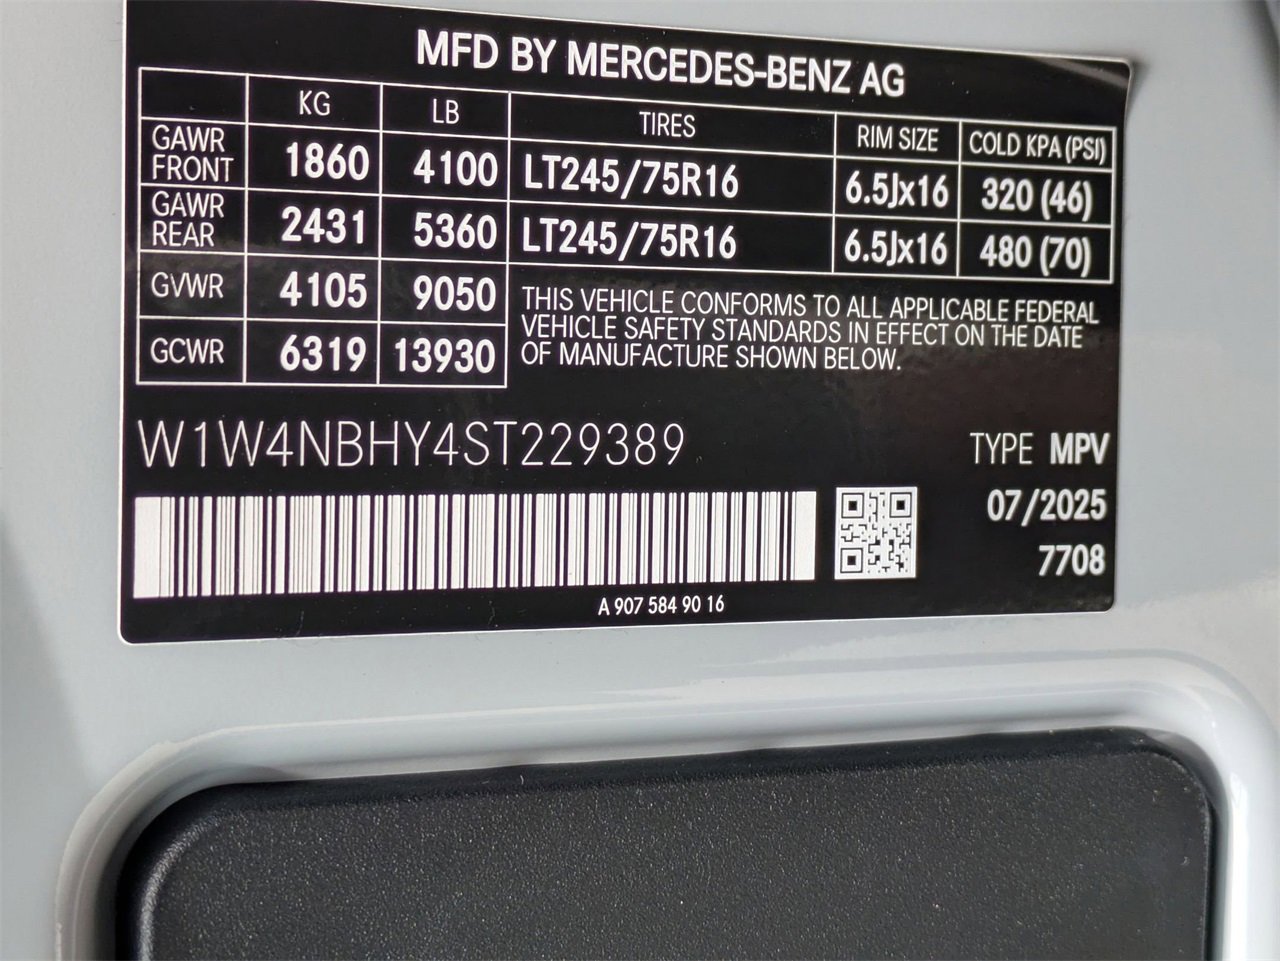 MFD BY MERCEDES-BENZ AG
KG LB TIRES RIM SIZE COLD KPA (PSI)
GAWR FRONT 1860 4100 LT245/75R16 6.5Jx16 320 (46)
GAWR REAR 2431 5360 LT245/75R16 6.5Jx16 480 (70)
GVWR 4105 9050
GCWR 6319 13930
THIS VEHICLE CONFORMS TO ALL APPLICABLE FEDERAL
VEHICLE SAFETY STANDARDS IN EFFECT ON THE DATE
OF MANUFACTURE SHOWN BELOW.
W1W4NBHY4ST229389
TYPE MPV
07/2025
7708
A 907 584 90 16